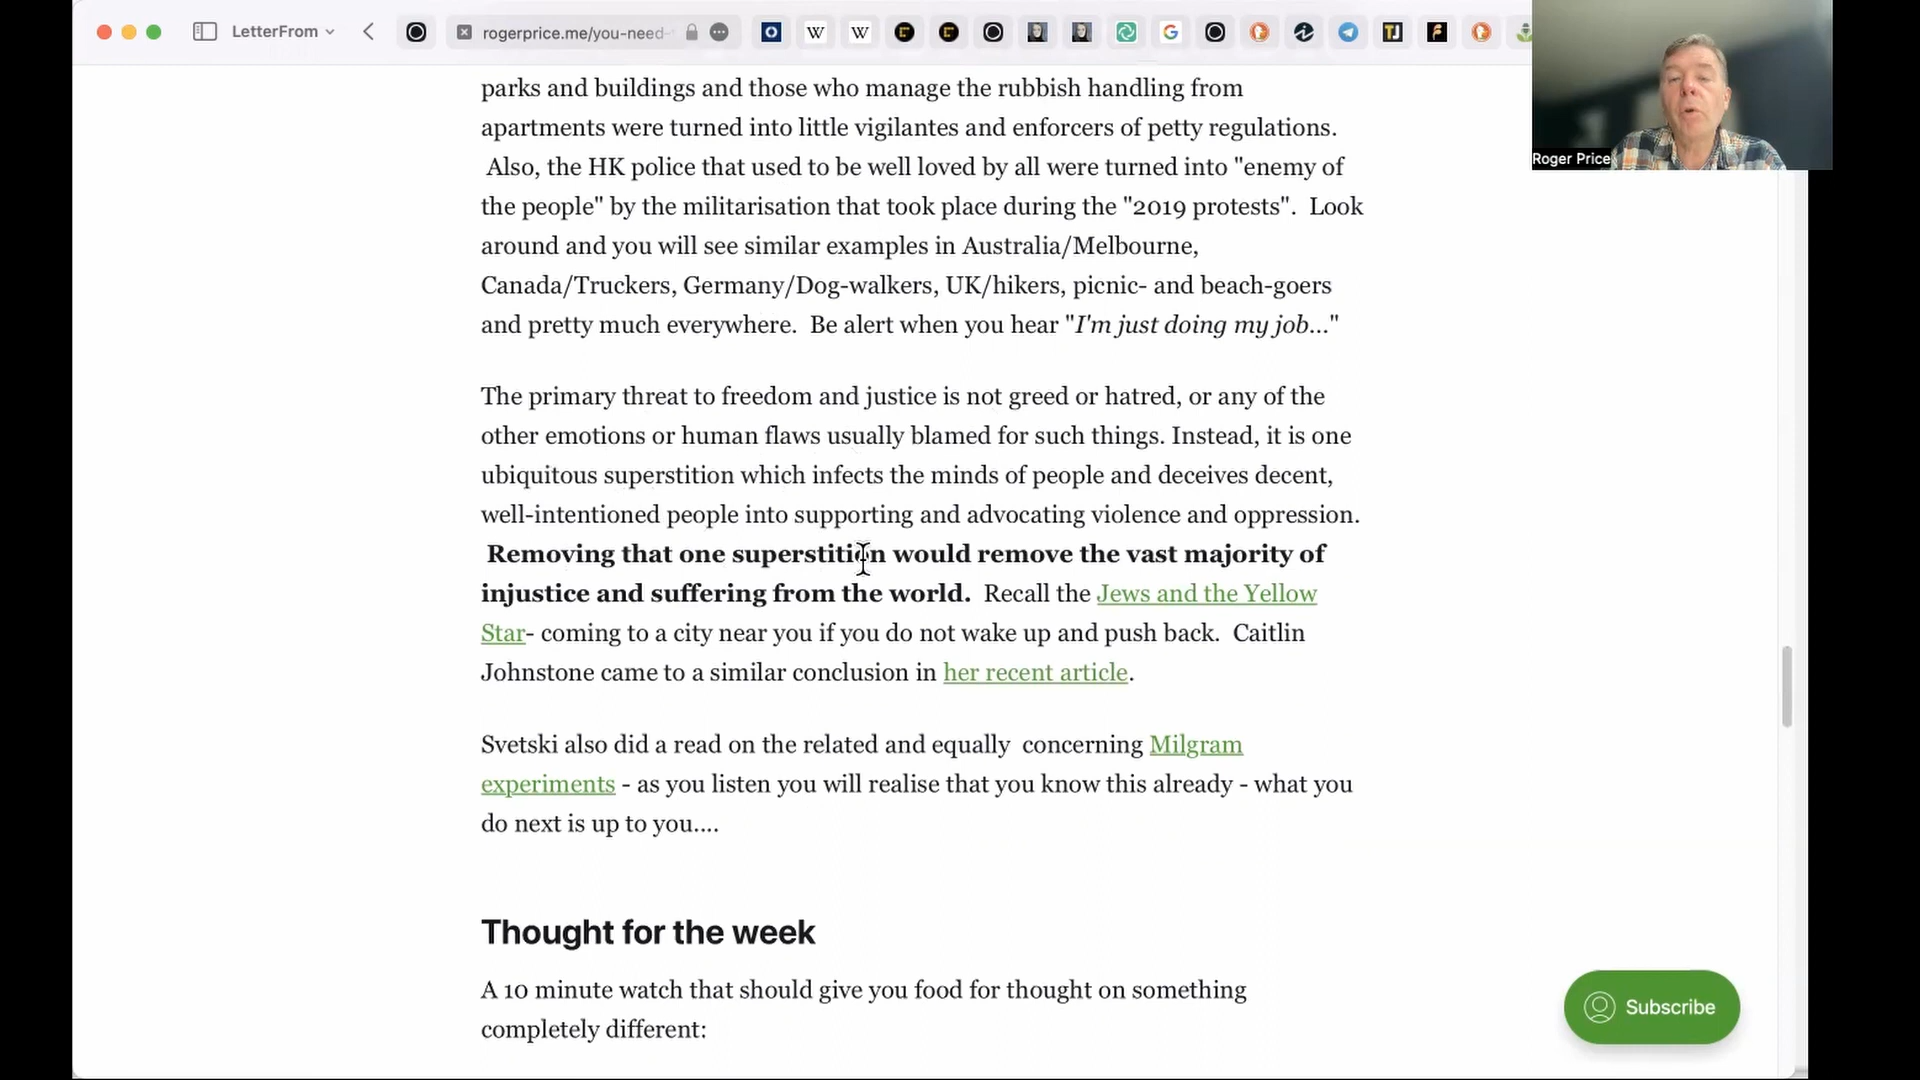 LetterFrom
rogerprice.me/you-need-
Roger Price
parks and buildings and those who manage the rubbish handling from
apartments were turned into little vigilantes and enforcers of petty regulations.
Also, the HK police that used to be well loved by all were turned into "enemy of
the people" by the militarisation that took place during the "2019 protests".  Look
around and you will see similar examples in Australia/Melbourne,
Canada/Truckers, Germany/Dog-walkers, UK/hikers, picnic- and beach-goers
and pretty much everywhere.  Be alert when you hear "I'm just doing my job..."
The primary threat to freedom and justice is not greed or hatred, or any of the
other emotions or human flaws usually blamed for such things. Instead, it is one
ubiquitous superstition which infects the minds of people and deceives decent,
well-intentioned people into supporting and advocating violence and oppression.
Removing that one superstition would remove the vast majority of
injustice and suffering from the world.  Recall the Jews and the Yellow
Star- coming to a city near you if you do not wake up and push back.  Caitlin
Johnstone came to a similar conclusion in her recent article.
Svetski also did a read on the related and equally  concerning Milgram
experiments - as you listen you will realise that you know this already - what you
do next is up to you....
Thought for the week
A 10 minute watch that should give you food for thought on something
completely different:
Subscribe